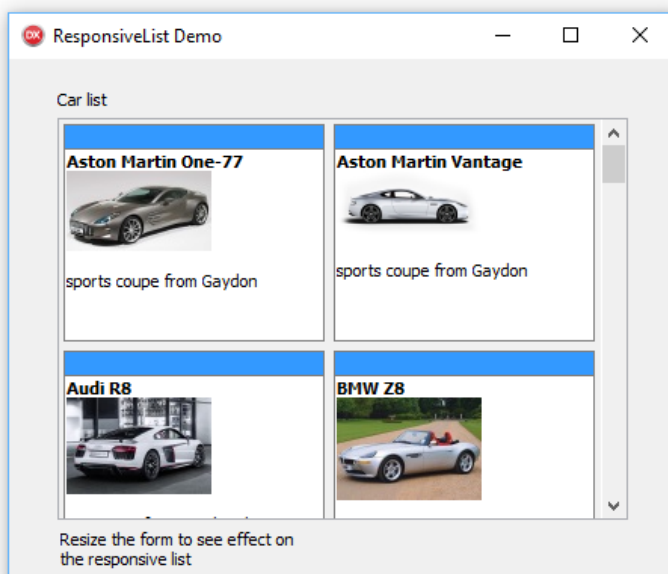 ResponsiveList Demo
Car list
Aston Martin One-77
sports coupe from Gaydon
Aston Martin Vantage
sports coupe from Gaydon
Audi R8
BMW Z8
Resize the form to see effect on
the responsive list